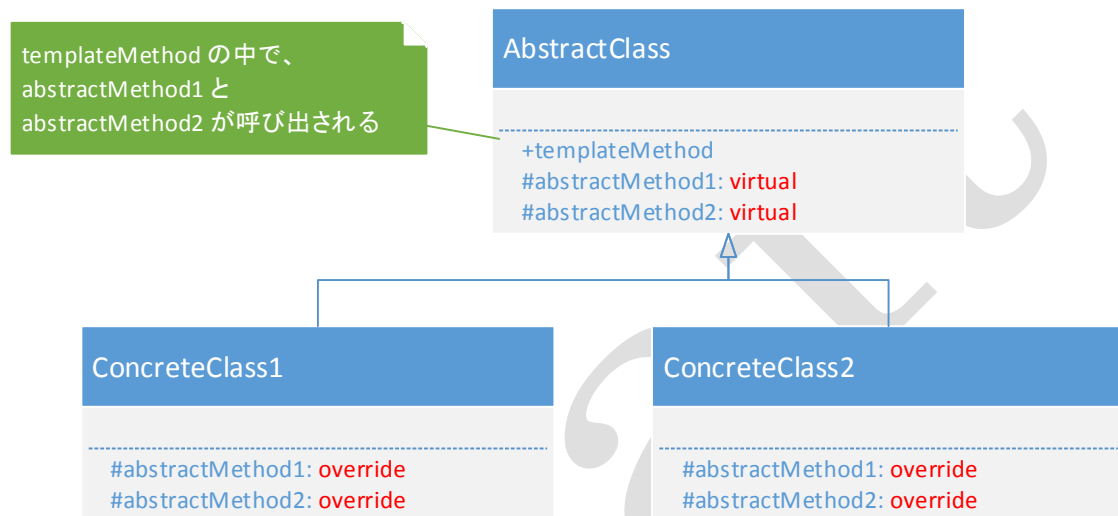 templateMethod の中で、
abstractMethod1 と
abstractMethod2 が呼び出される
AbstractClass
+templateMethod
#abstractMethod1: virtual
#abstractMethod2: virtual
ConcreteClass1
#abstractMethod1: override
#abstractMethod2: override
ConcreteClass2
#abstractMethod1: override
#abstractMethod2: override